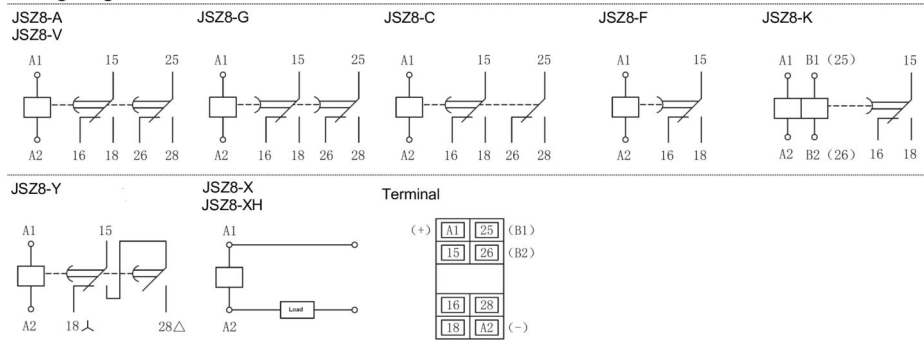 JSZ8-A
JSZ8-V
JSZ8-G
JSZ8-C
JSZ8-F
JSZ8-K
A1 15 25
A1 15 25
A1 15 25
A1 15
A1 B1 (25) 15
A2 16 18 26 28
A2 16 18 26 28
A2 16 18 26 28
A2 16 18
A2 B2 (26) 16 18
JSZ8-Y
JSZ8-X
JSZ8-XH
Terminal
A1 15
A1
A2 18人 28△
Load
A2
(+) A1 25 (B1)
15 26 (B2)
16 28
18 A2 (-)